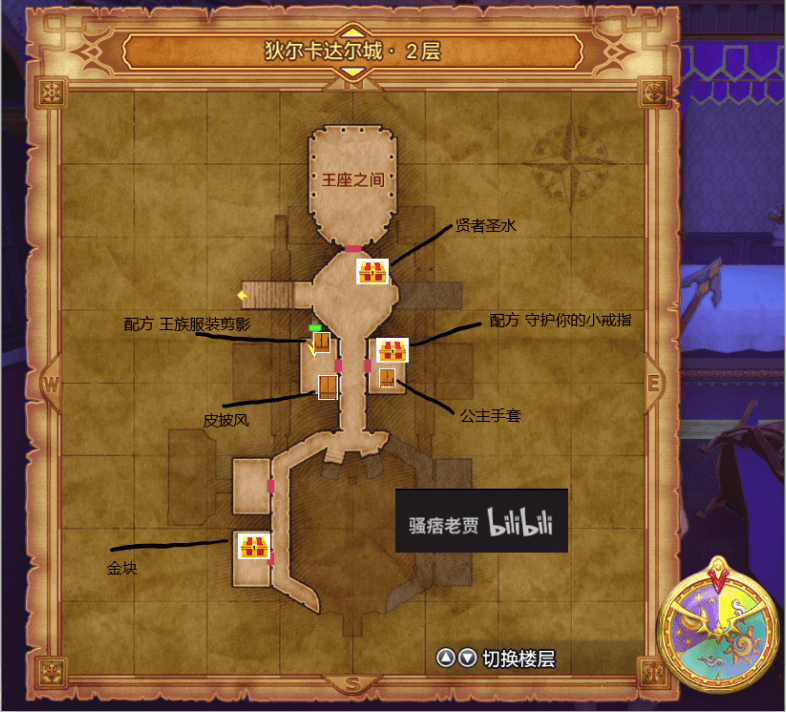 狄尔卡达尔城·2层
N
王座之间
贤者圣水
配方 王族服装剪影
配方 守护你的小戒指
W
E
皮披风
公主手套
骚痞老贾 bilibili
金块
切换楼层
S